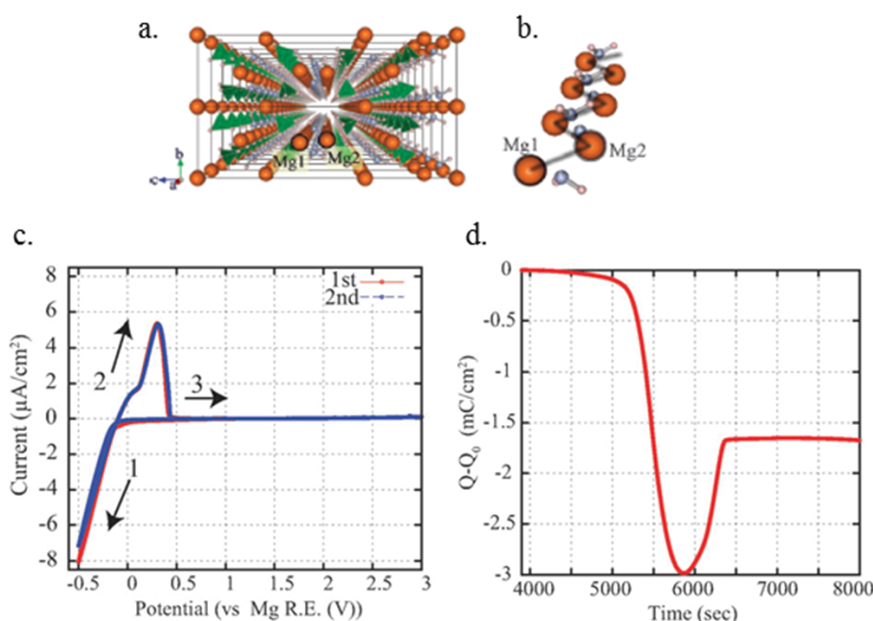 a.
b.
b
c
a
Mg1
Mg2
Mg1
Mg2
c.
d.
8
6
4
2
0
-2
-4
-6
-8
Current (µA/cm²)
1st
2nd
2
3
1
-0.5
0
0.5
1
1.5
2
2.5
3
Potential (vs Mg R.E. (V))
0
-0.5
-1
-1.5
-2
-2.5
-3
Q-Q₀ (mC/cm²)
4000
5000
6000
7000
8000
Time (sec)